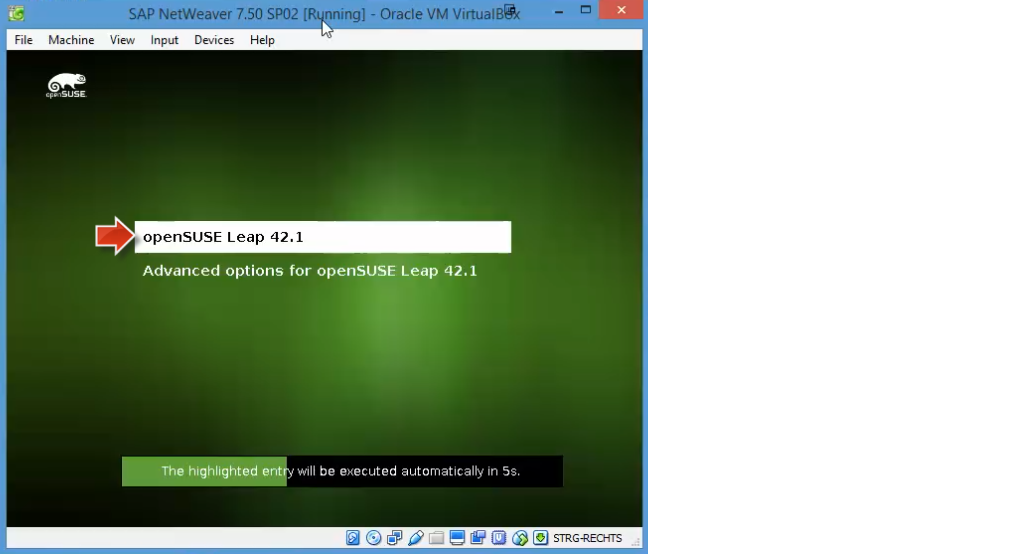 SAP NetWeaver 7.50 SP02 [Running] - Oracle VM VirtualBox
File Machine View Input Devices Help
openSUSE
openSUSE Leap 42.1
Advanced options for openSUSE Leap 42.1
The highlighted entry will be executed automatically in 5s.
STRG-RECHTS